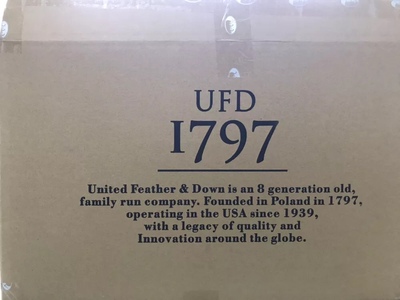 UFD
1797
United Feather & Down is an 8 generation old,
family run company. Founded in Poland in 1797,
operating in the USA since 1939,
with a legacy of quality and
Innovation around the globe.